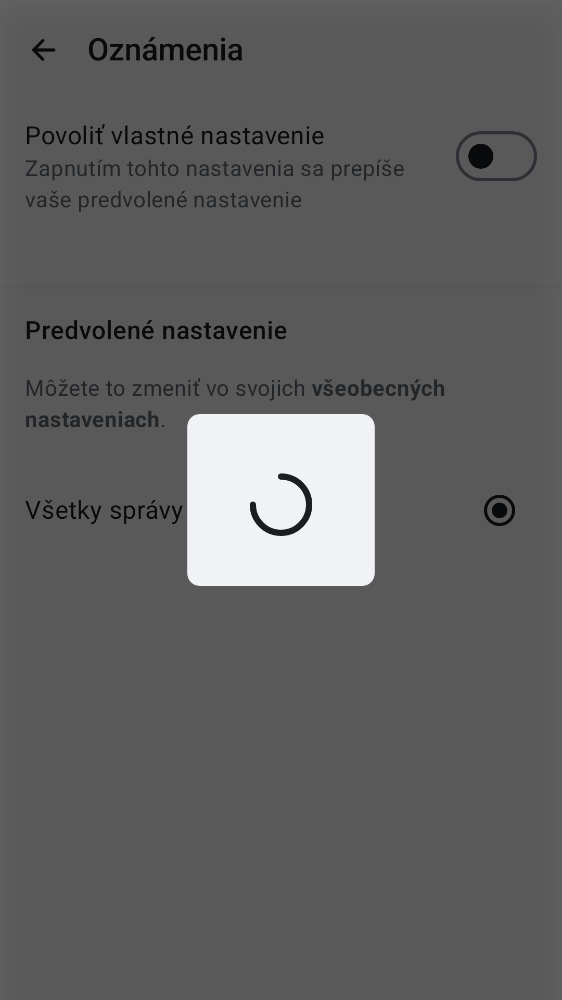 Oznámenia
Povoliť vlastné nastavenie
Zapnutím tohto nastavenia sa prepíše
vaše predvolené nastavenie
Predvolené nastavenie
Môžete to zmeniť vo svojich všeobecných
nastaveniach.
Všetky správy